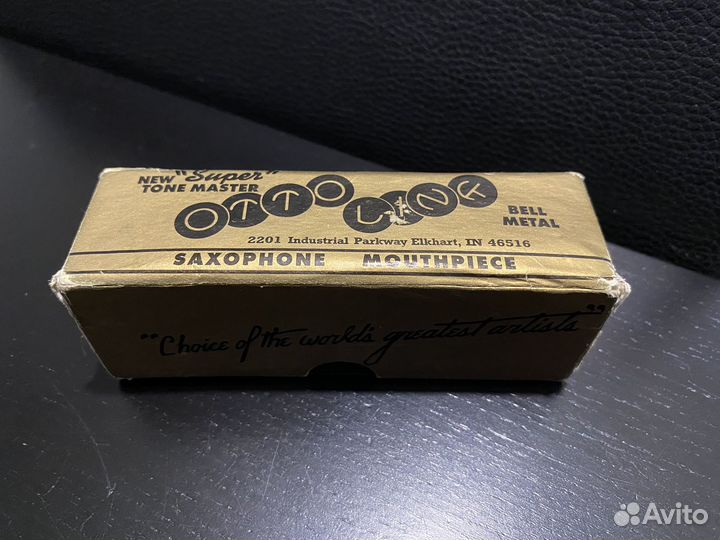 NEW "Super"
TONE MASTER
OTTO LINK
BELL
METAL
2201 Industrial Parkway Elkhart, IN 46516
SAXOPHONE MOUTHPIECE
"Choice of the world's greatest artists"
Avito